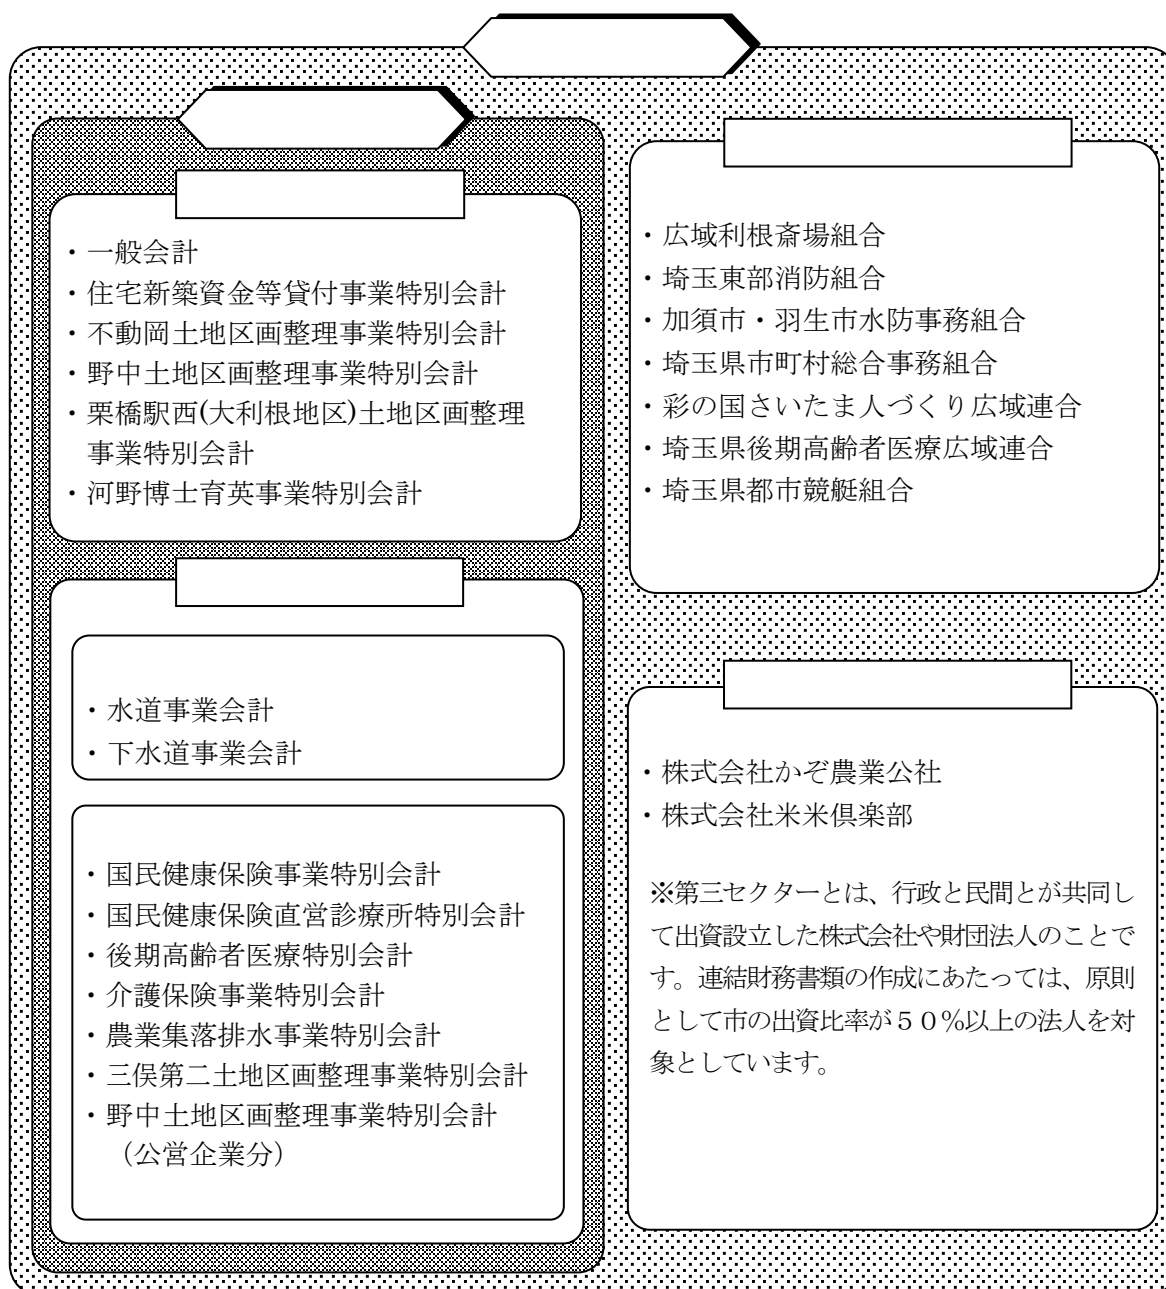 ・一般会計
・住宅新築資金等貸付事業特別会計
・不動岡土地区画整理事業特別会計
・野中土地区画整理事業特別会計
・栗橋駅西(大利根地区)土地区画整理
事業特別会計
・河野博士育英事業特別会計
・水道事業会計
・下水道事業会計
・国民健康保険事業特別会計
・国民健康保険直営診療所特別会計
・後期高齢者医療特別会計
・介護保険事業特別会計
・農業集落排水事業特別会計
・三俣第二土地区画整理事業特別会計
・野中土地区画整理事業特別会計
（公営企業分）
・広域利根斎場組合
・埼玉東部消防組合
・加須市・羽生市水防事務組合
・埼玉県市町村総合事務組合
・彩の国さいたま人づくり広域連合
・埼玉県後期高齢者医療広域連合
・埼玉県都市競艇組合
・株式会社かぞ農業公社
・株式会社米米倶楽部
※第三セクターとは、行政と民間とが共同し
て出資設立した株式会社や財団法人のことで
す。連結財務書類の作成にあたっては、原則
として市の出資比率が５０％以上の法人を対
象としています。